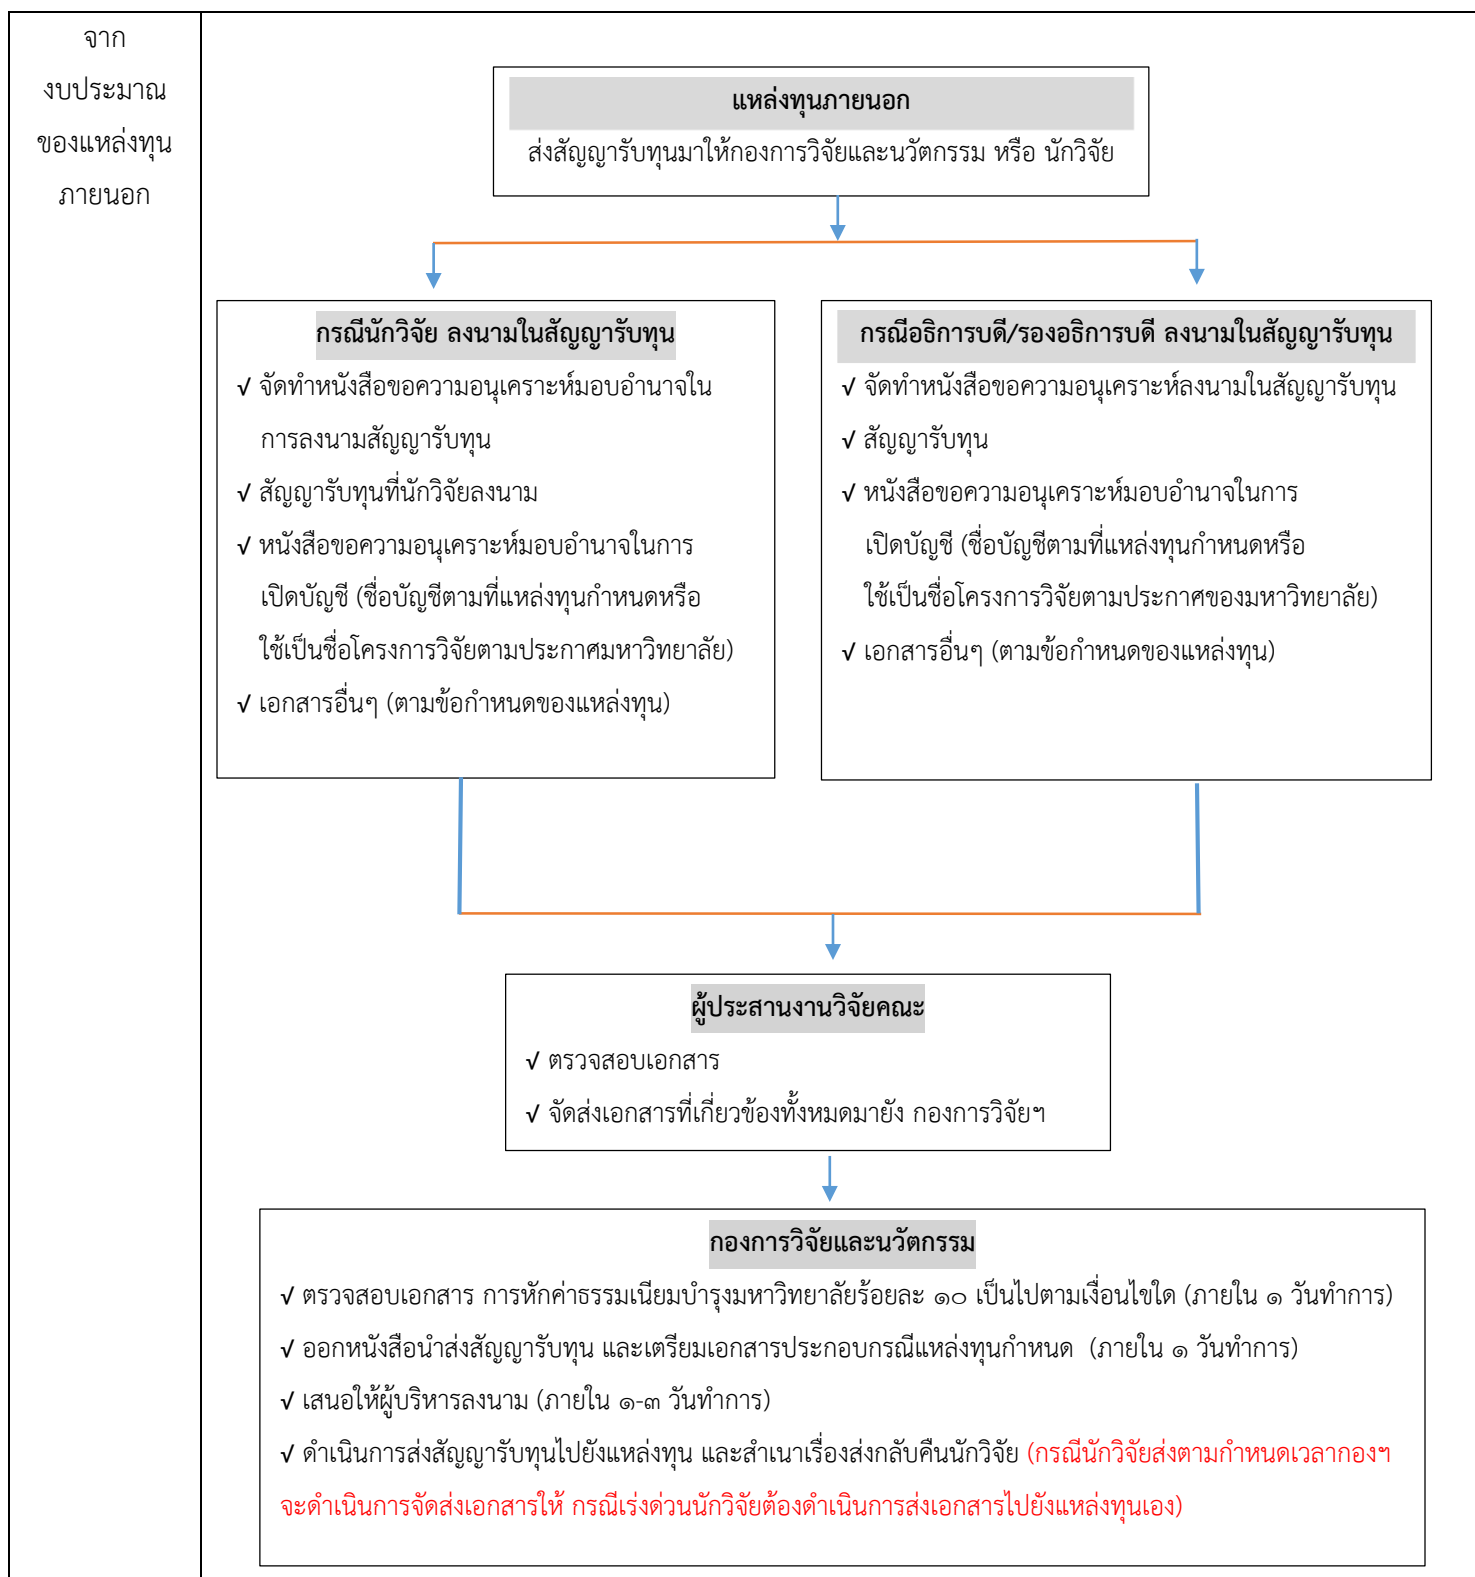 จาก
งบประมาณ
ของแหล่งทุน
ภายนอก
แหล่งทุนภายนอก
ส่งสัญญารับทุนมาให้กองการวิจัยและนวัตกรรม หรือ นักวิจัย
กรณีนักวิจัย ลงนามในสัญญารับทุน
√ จัดทำหนังสือขอความอนุเคราะห์มอบอำนาจใน
การลงนามสัญญารับทุน
√ สัญญารับทุนที่นักวิจัยลงนาม
√ หนังสือขอความอนุเคราะห์มอบอำนาจในการ
เปิดบัญชี (ชื่อบัญชีตามที่แหล่งทุนกำหนดหรือ
ใช้เป็นชื่อโครงการวิจัยตามประกาศมหาวิทยาลัย)
√ เอกสารอื่นๆ (ตามข้อกำหนดของแหล่งทุน)
กรณีอธิการบดี/รองอธิการบดี ลงนามในสัญญารับทุน
√ จัดทำหนังสือขอความอนุเคราะห์ลงนามในสัญญารับทุน
√ สัญญารับทุน
√ หนังสือขอความอนุเคราะห์มอบอำนาจในการ
เปิดบัญชี (ชื่อบัญชีตามที่แหล่งทุนกำหนดหรือ
ใช้เป็นชื่อโครงการวิจัยตามประกาศของมหาวิทยาลัย)
√ เอกสารอื่นๆ (ตามข้อกำหนดของแหล่งทุน)
ผู้ประสานงานวิจัยคณะ
√ ตรวจสอบเอกสาร
√ จัดส่งเอกสารที่เกี่ยวข้องทั้งหมดมายัง กองการวิจัยฯ
กองการวิจัยและนวัตกรรม
√ ตรวจสอบเอกสาร การหักค่าธรรมเนียมบำรุงมหาวิทยาลัยร้อยละ ๑๐ เป็นไปตามเงื่อนไขใด (ภายใน ๑ วันทำการ)
√ ออกหนังสือนำส่งสัญญารับทุน และเตรียมเอกสารประกอบกรณีแหล่งทุนกำหนด (ภายใน ๑ วันทำการ)
√ เสนอให้ผู้บริหารลงนาม (ภายใน ๑-๓ วันทำการ)
√ ดำเนินการส่งสัญญารับทุนไปยังแหล่งทุน และสำเนาเรื่องส่งกลับคืนนักวิจัย (กรณีนักวิจัยส่งตามกำหนดเวลากองฯ
จะดำเนินการจัดส่งเอกสารให้ กรณีเร่งด่วนนักวิจัยต้องดำเนินการส่งเอกสารไปยังแหล่งทุนเอง)